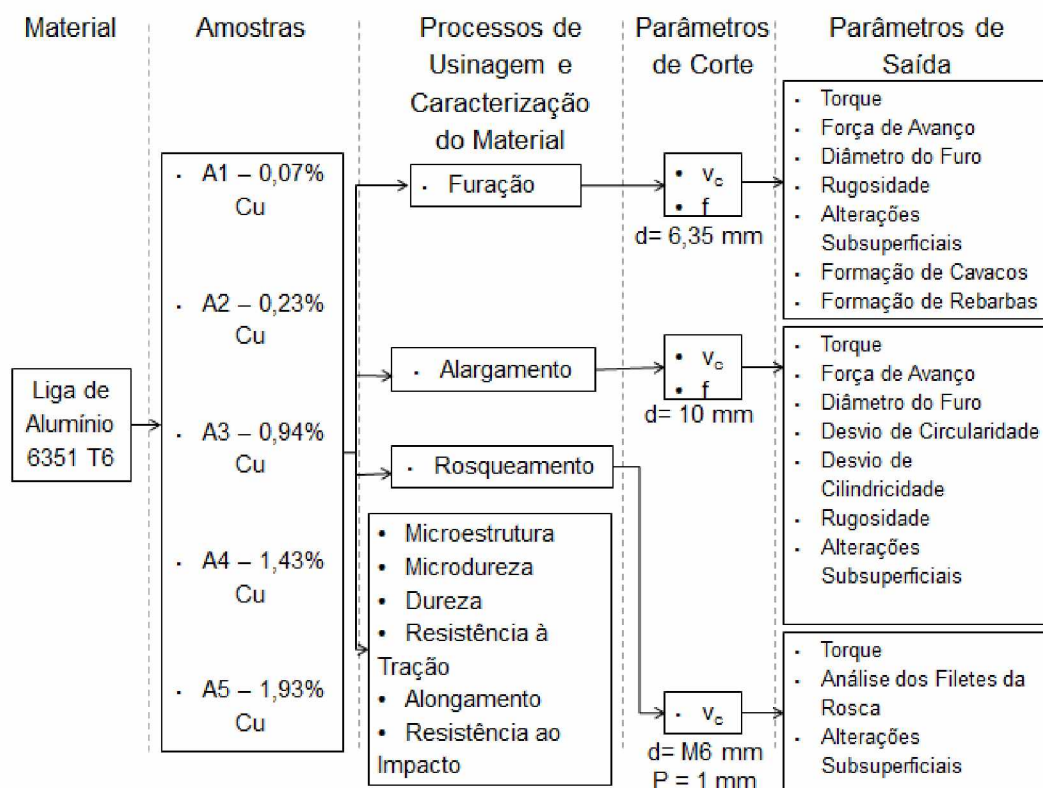 Material
Amostras
Processos de
Usinagem e
Caracterização
do Material
Parâmetros
de Corte
Parâmetros de
Saída
Liga de
Alumínio
6351 T6
· A1 – 0,07%
Cu
· A2 – 0,23%
Cu
· A3 – 0,94%
Cu
· A4 – 1,43%
Cu
· A5 – 1,93%
Cu
· Furação
· Alargamento
· Rosqueamento
• Microestrutura
• Microdureza
• Dureza
• Resistência à
Tração
• Alongamento
• Resistência ao
Impacto
• vc
• f
d= 6,35 mm
• vc
• f
d= 10 mm
· vc
d= M6 mm
P = 1 mm
· Torque
· Força de Avanço
· Diâmetro do Furo
· Rugosidade
· Alterações
Subsuperficiais
· Formação de Cavacos
· Formação de Rebarbas
· Torque
· Força de Avanço
· Diâmetro do Furo
· Desvio de Circularidade
· Desvio de
Cilindricidade
· Rugosidade
· Alterações
Subsuperficiais
· Torque
· Análise dos Filetes da
Rosca
· Alterações
Subsuperficiais